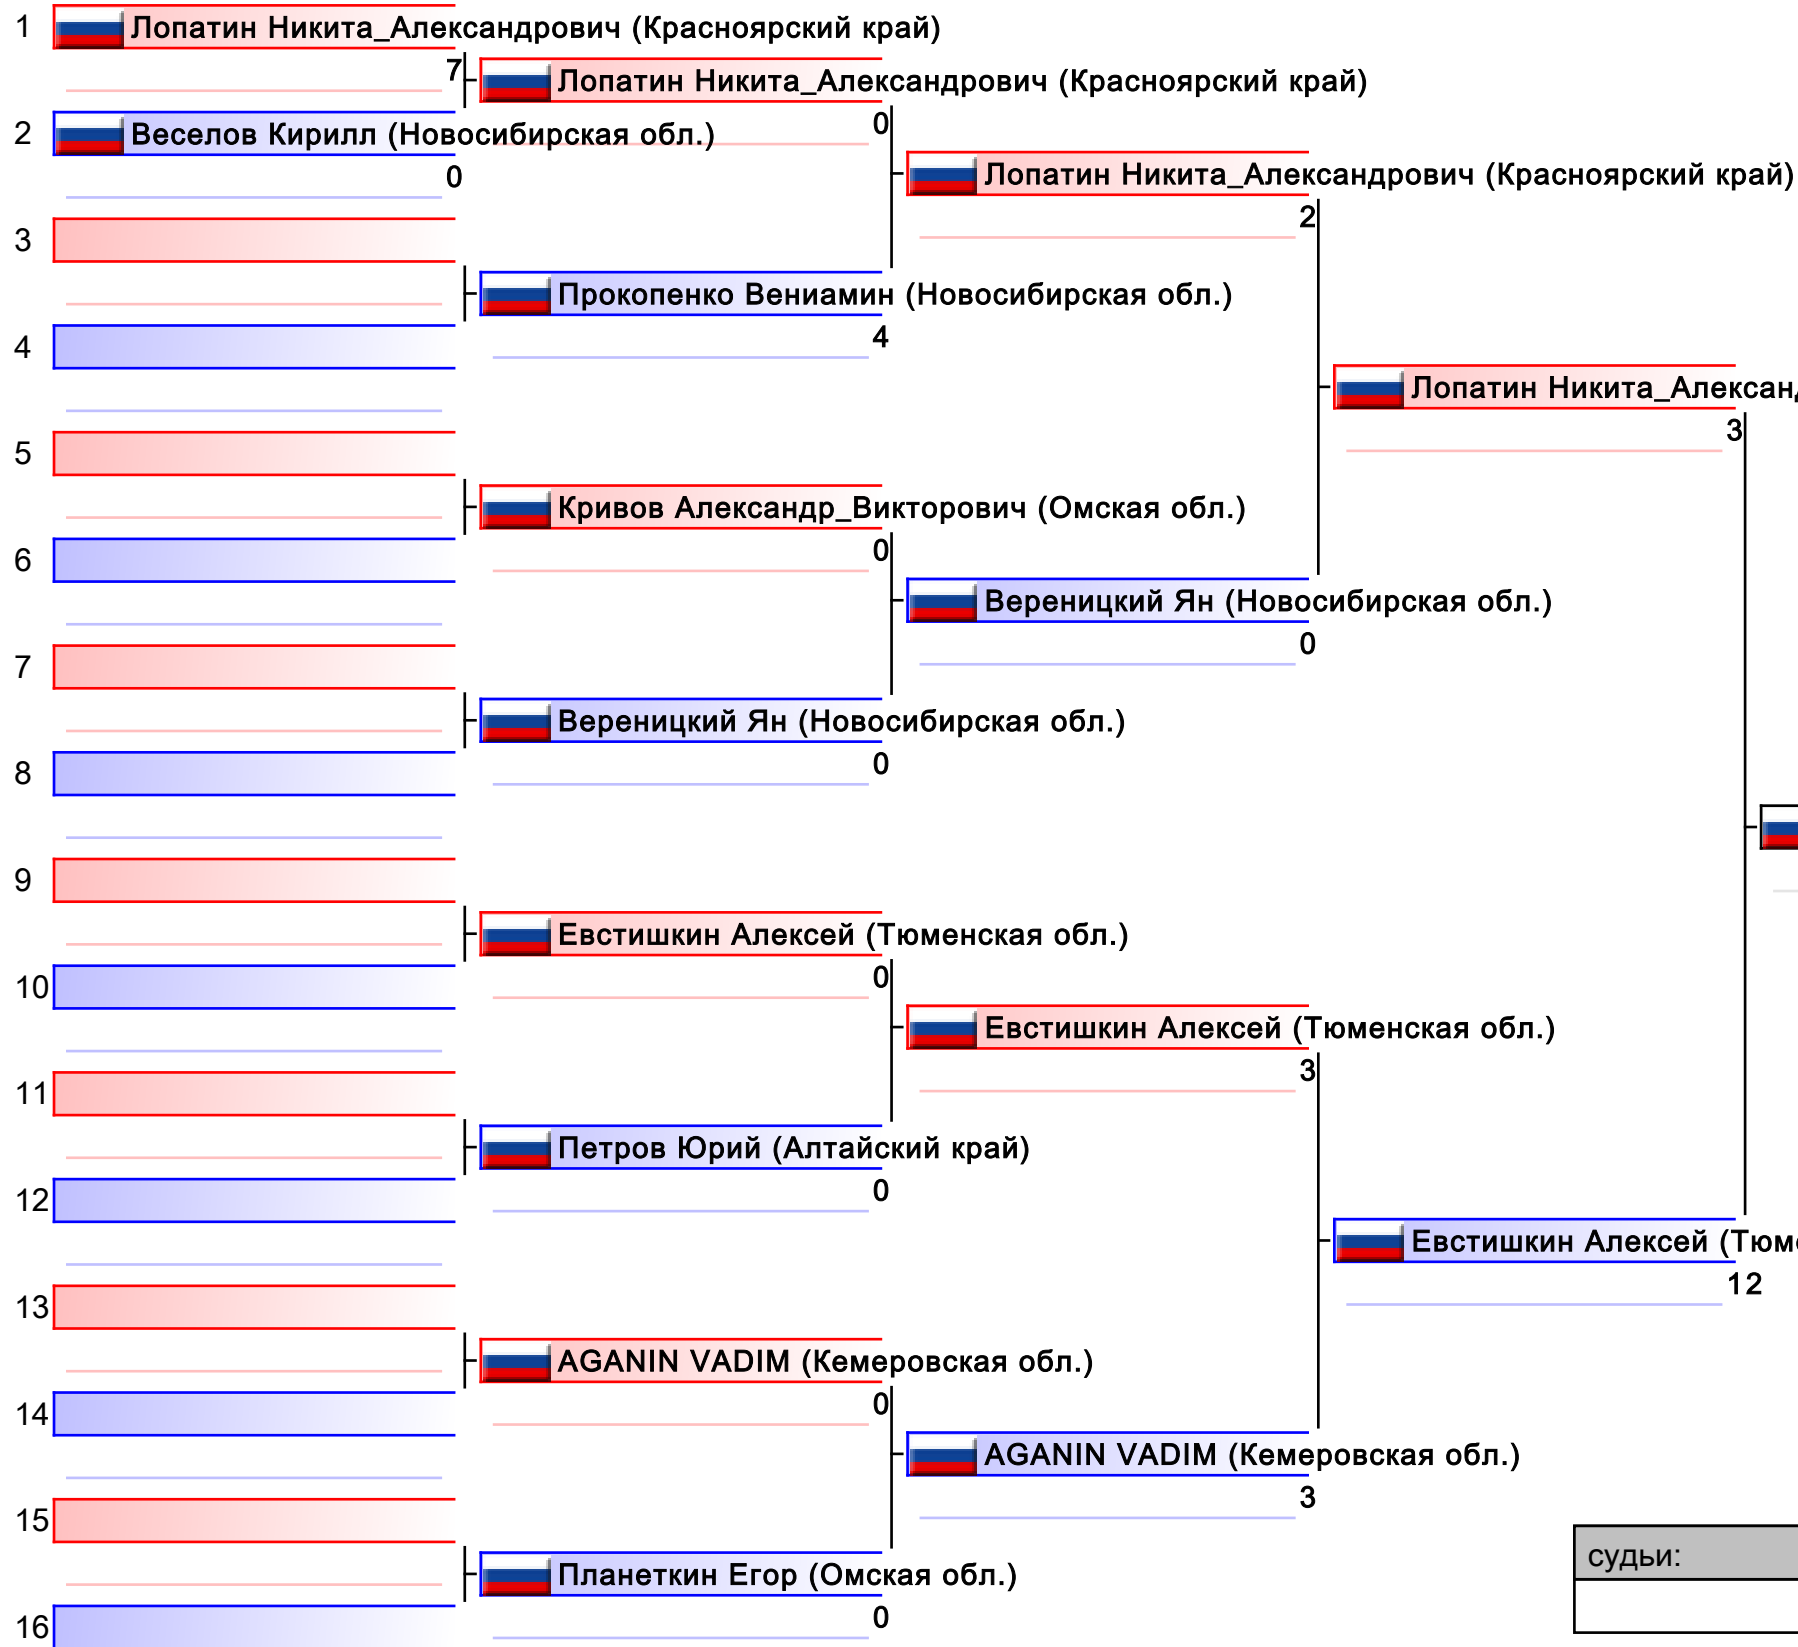 1 Лопатин Никита_Александрович (Красноярский край)
7 Лопатин Никита_Александрович (Красноярский край)
2 Веселов Кирилл (Новосибирская обл.) 0
0 Лопатин Никита_Александрович (Красноярский край)
3 2
Прокопенко Вениамин (Новосибирская обл.)
4 4
Лопатин Никита_Александ
5 3
Кривов Александр_Викторович (Омская обл.)
6 0
Вереницкий Ян (Новосибирская обл.)
7 0
Вереницкий Ян (Новосибирская обл.)
8 0
9
Евстишкин Алексей (Тюменская обл.)
10 0
Евстишкин Алексей (Тюменская обл.)
11 3
Петров Юрий (Алтайский край)
12 0
Евстишкин Алексей (Тюм
13 12
AGANIN VADIM (Кемеровская обл.)
14 0
AGANIN VADIM (Кемеровская обл.)
15 3
судьи:
Планеткин Егор (Омская обл.)
16 0